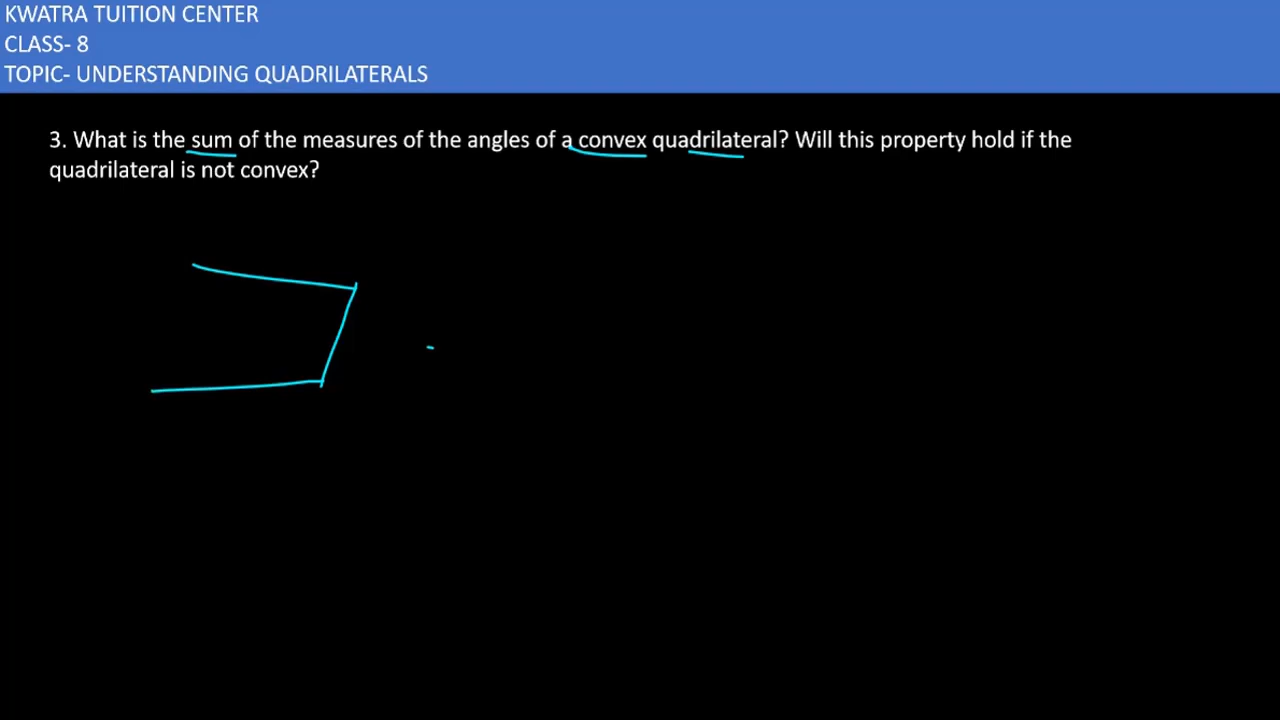 KWATRA TUITION CENTER
CLASS- 8
TOPIC- UNDERSTANDING QUADRILATERALS
3. What is the sum of the measures of the angles of a convex quadrilateral? Will this property hold if the
quadrilateral is not convex?